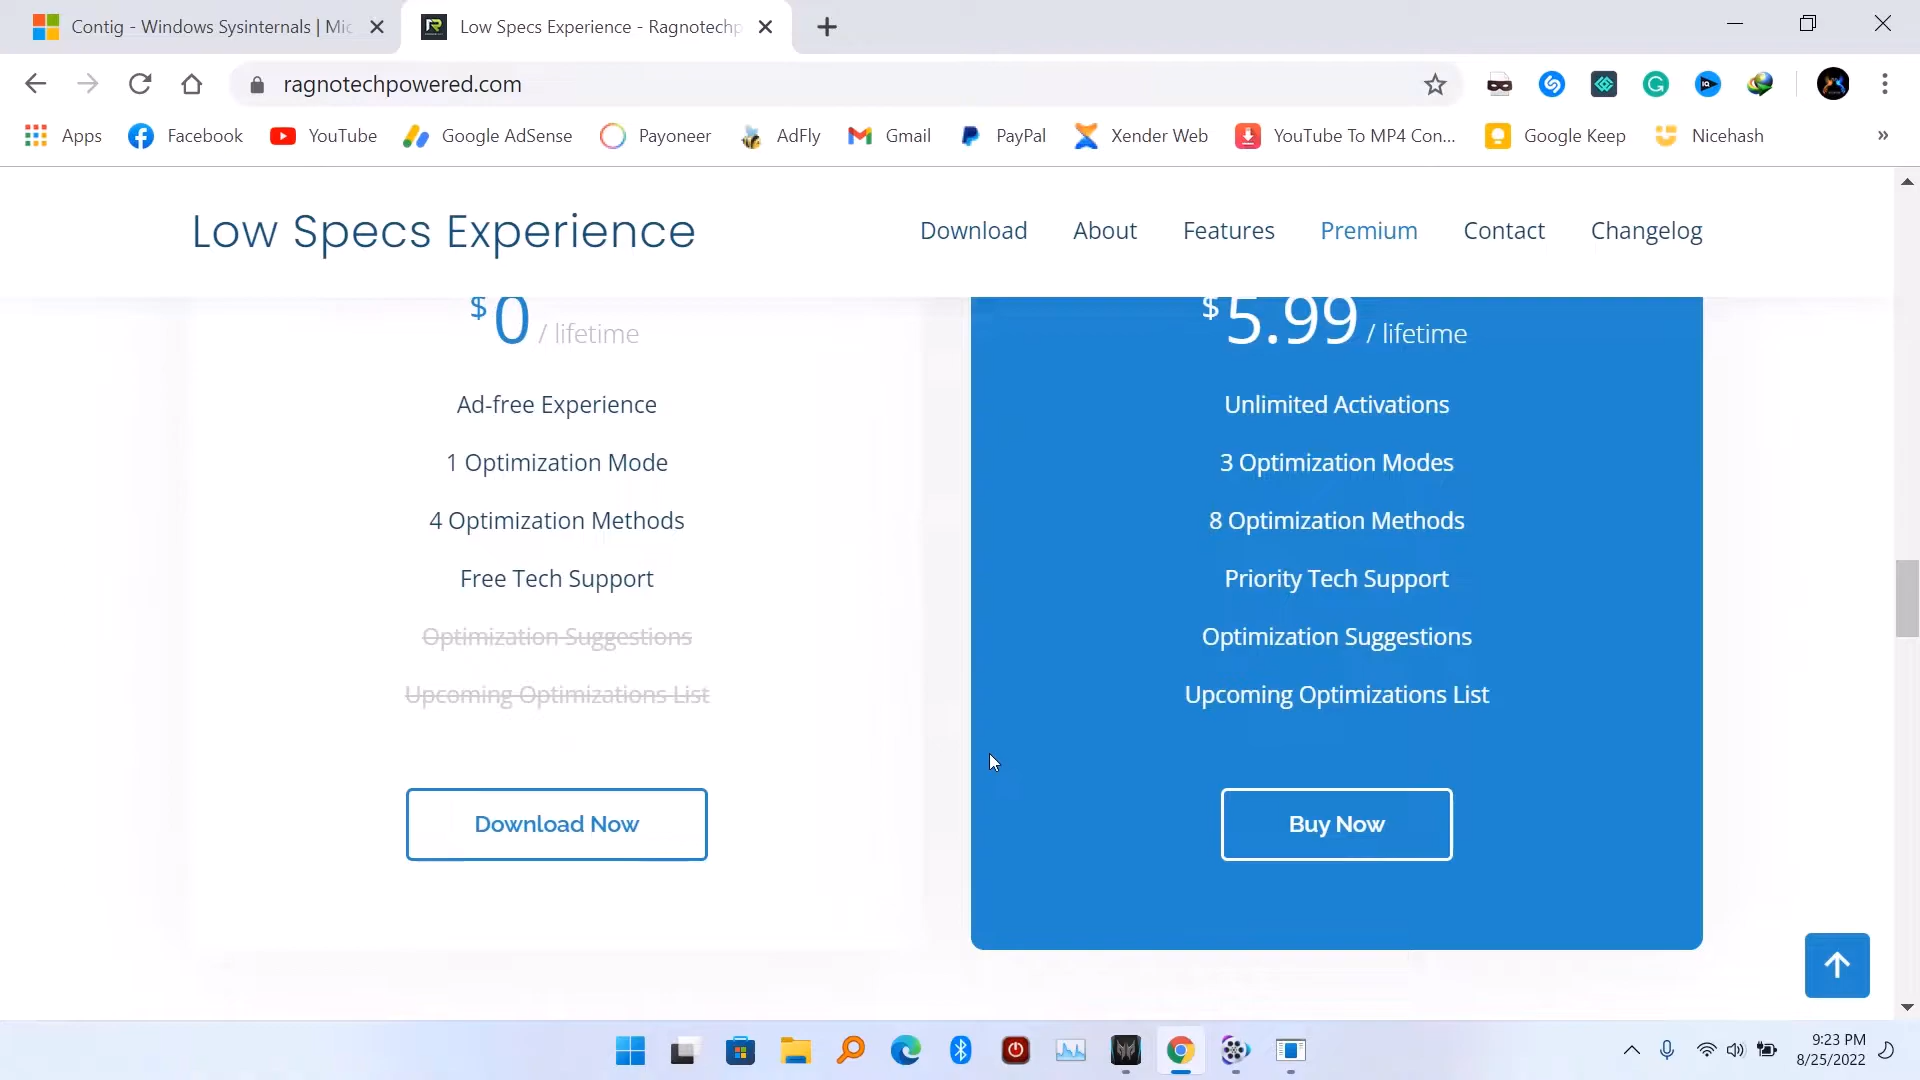 Contig - Windows Sysinternals | Mic
Low Specs Experience - Ragnotechp
ragnotechpowered.com
Apps
Facebook
YouTube
Google AdSense
Payoneer
AdFly
Gmail
PayPal
Xender Web
YouTube To MP4 Con...
Google Keep
Nicehash
»
Low Specs Experience
Download
About
Features
Premium
Contact
Changelog
$0 / lifetime
Ad-free Experience
1 Optimization Mode
4 Optimization Methods
Free Tech Support
Optimization Suggestions
Upcoming Optimizations List
Download Now
$5.99 / lifetime
Unlimited Activations
3 Optimization Modes
8 Optimization Methods
Priority Tech Support
Optimization Suggestions
Upcoming Optimizations List
Buy Now
9:23 PM
8/25/2022